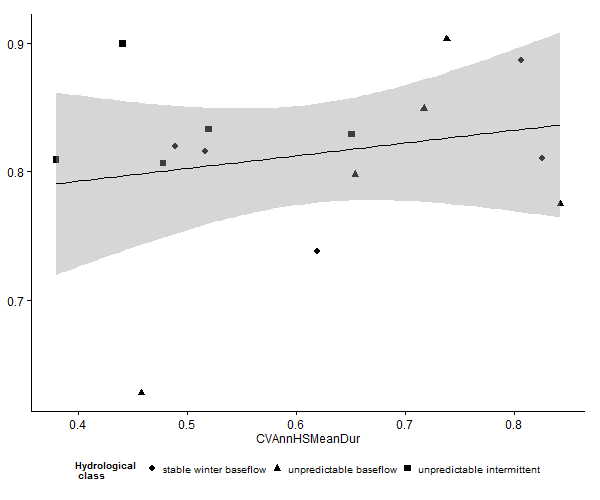 0.9
0.8
0.7
0.4 0.5 0.6 0.7 0.8
CVAnnHSMeanDur
Hydrological
class
stable winter baseflow unpredictable baseflow unpredictable intermittent